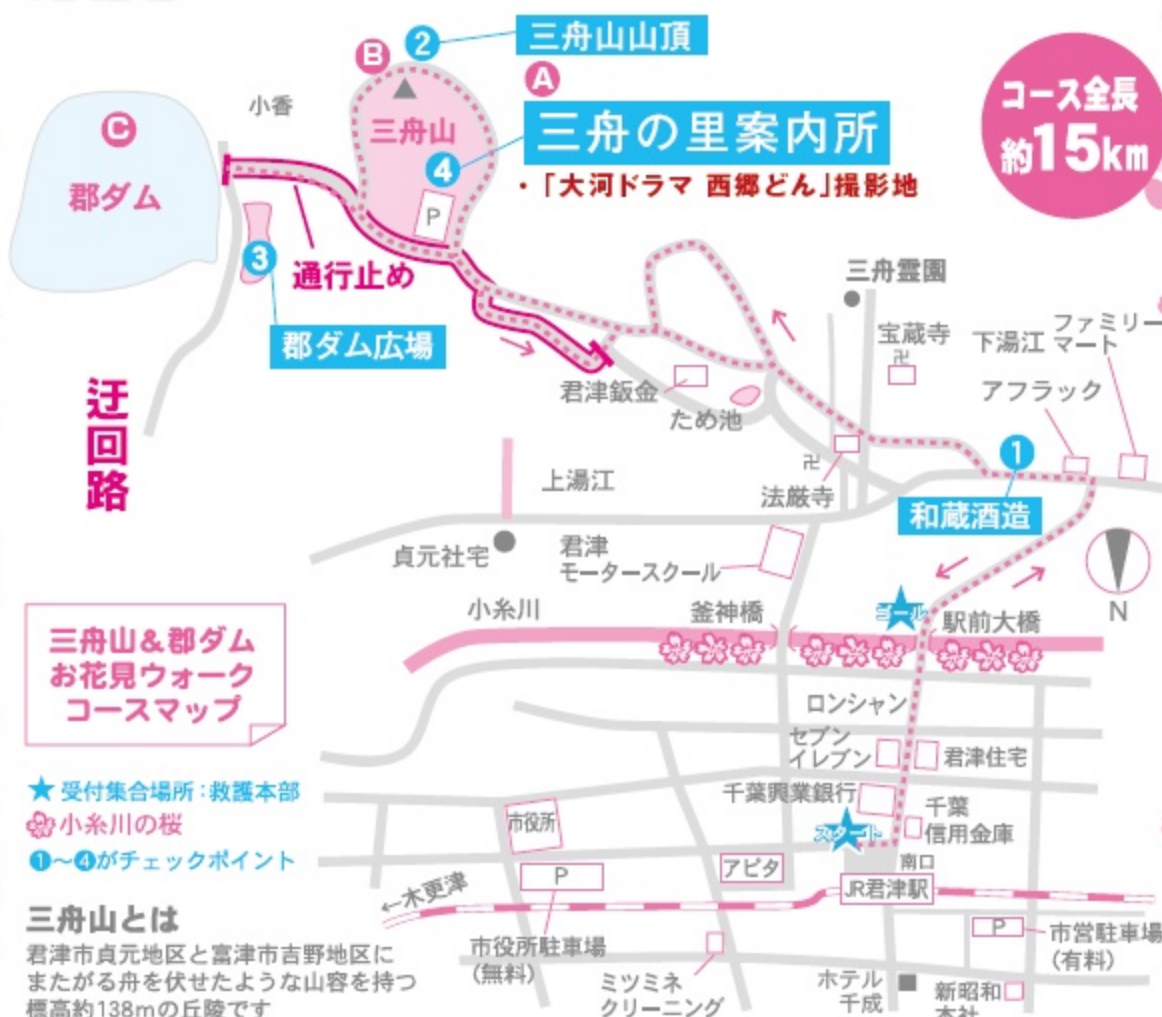 B
2
三舟山山頂
A
三舟の里案内所
・「大河ドラマ 西郷どん」撮影地
コース全長
約15km
小香
C
郡ダム
三舟山
4
P
3
通行止め
郡ダム広場
迂回路
三舟霊園
宝蔵寺
卍
下湯江
ファミリー
マート
アフラック
君津鈑金
ため池
1
卍
法巌寺
和蔵酒造
上湯江
貞元社宅
君津
モータースクール
N
小糸川
釜神橋
ゴール
駅前大橋
三舟山&郡ダム
お花見ウォーク
コースマップ
ロンシャン
セブン
イレブン
君津住宅
★受付集合場所:救護本部
小糸川の桜
❶~❹がチェックポイント
千葉興業銀行
千葉
信用金庫
スタート
市役所
アピタ
南口
P
JR君津駅
←木更津
三舟山とは
君津市貞元地区と富津市吉野地区に
またがる舟を伏せたような山容を持つ
標高約138mの丘陵です
市役所駐車場
(無料)
ミツミネ
クリーニング
ホテル
千成
P
市営駐車場
(有料)
新昭和
本社